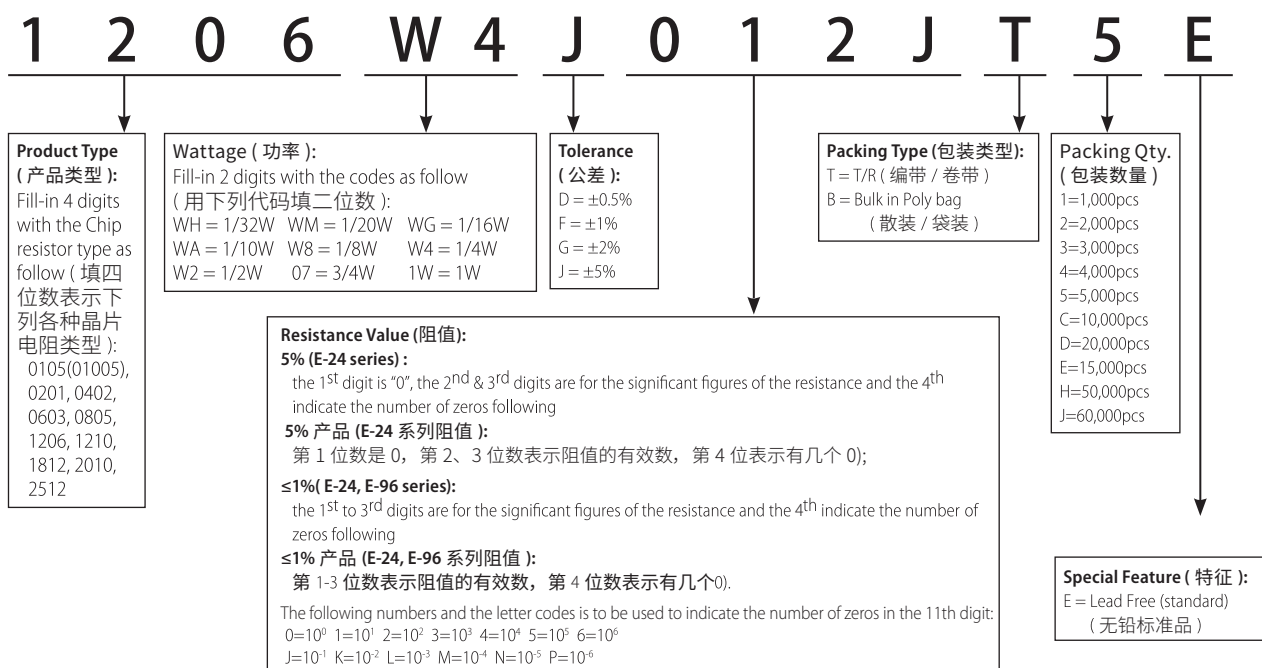 1 2 0 6 W 4 J 0 1 2 J T 5 E
Product Type
( 产品类型 ):
Fill-in 4 digits
with the Chip
resistor type as
follow ( 填四
位数表示下
列各种晶片
电阻类型 ):
0105(01005),
0201, 0402,
0603, 0805,
1206, 1210,
1812, 2010,
2512
Wattage ( 功率 ):
Fill-in 2 digits with the codes as follow
( 用下列代码填二位数 ):
WH = 1/32W WM = 1/20W WG = 1/16W
WA = 1/10W W8 = 1/8W W4 = 1/4W
W2 = 1/2W 07 = 3/4W 1W = 1W
Tolerance
( 公差 ):
D = ±0.5%
F = ±1%
G = ±2%
J = ±5%
Packing Type (包装类型):
T = T/R ( 编带 / 卷带 )
B = Bulk in Poly bag
( 散装 / 袋装 )
Packing Qty.
( 包装数量 )
1=1,000pcs
2=2,000pcs
3=3,000pcs
4=4,000pcs
5=5,000pcs
C=10,000pcs
D=20,000pcs
E=15,000pcs
H=50,000pcs
J=60,000pcs
Resistance Value (阻值):
5% (E-24 series) :
the 1st digit is “0”, the 2nd & 3rd digits are for the significant figures of the resistance and the 4th
indicate the number of zeros following
5% 产品 (E-24 系列阻值 ):
第 1 位数是 0，第 2、3 位数表示阻值的有效数，第 4 位表示有几个 0);
≤1%( E-24, E-96 series):
the 1st to 3rd digits are for the significant figures of the resistance and the 4th indicate the number of
zeros following
≤1% 产品 (E-24, E-96 系列阻值 ):
第 1-3 位数表示阻值的有效数，第 4 位数表示有几个0).
The following numbers and the letter codes is to be used to indicate the number of zeros in the 11th digit:
0=10⁰ 1=10¹ 2=10² 3=10³ 4=10⁴ 5=10⁵ 6=10⁶
J=10⁻¹ K=10⁻² L=10⁻³ M=10⁻⁴ N=10⁻⁵ P=10⁻⁶
Special Feature ( 特征 ):
E = Lead Free (standard)
( 无铅标准品 )